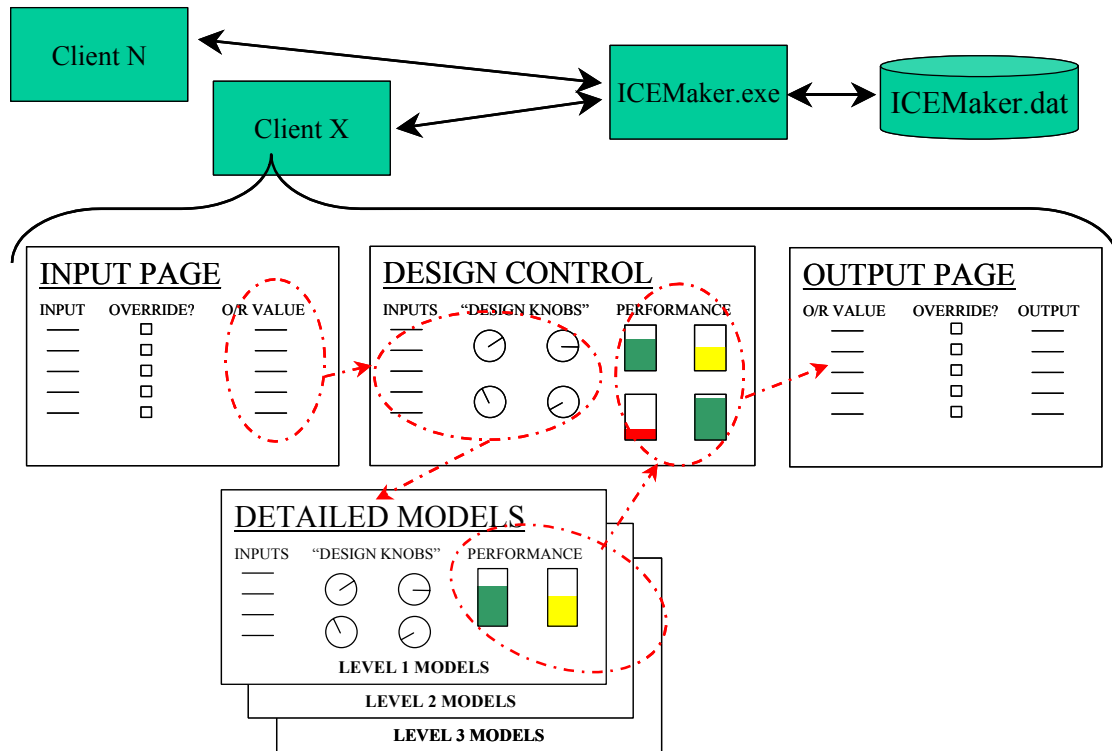 Client N
Client X
ICEMaker.exe
ICEMaker.dat
INPUT PAGE
INPUT OVERRIDE? O/R VALUE
DESIGN CONTROL
INPUTS “DESIGN KNOBS” PERFORMANCE
OUTPUT PAGE
O/R VALUE OVERRIDE? OUTPUT
DETAILED MODELS
INPUTS “DESIGN KNOBS” PERFORMANCE
LEVEL 1 MODELS
LEVEL 2 MODELS
LEVEL 3 MODELS